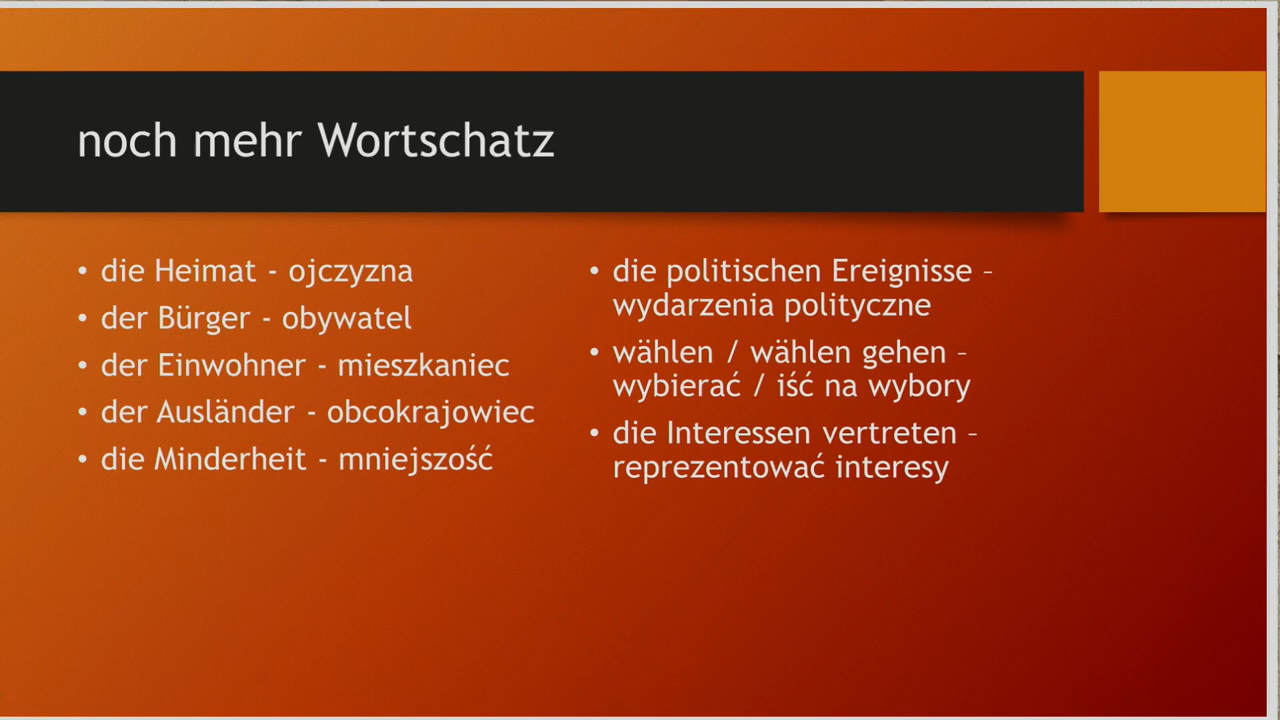 noch mehr Wortschatz
• die Heimat - ojczyzna
• der Bürger - obywatel
• der Einwohner - mieszkaniec
• der Ausländer - obcokrajowiec
• die Minderheit - mniejszość
• die politischen Ereignisse –
wydarzenia polityczne
• wählen / wählen gehen –
wybierać / iść na wybory
• die Interessen vertreten –
reprezentować interesy